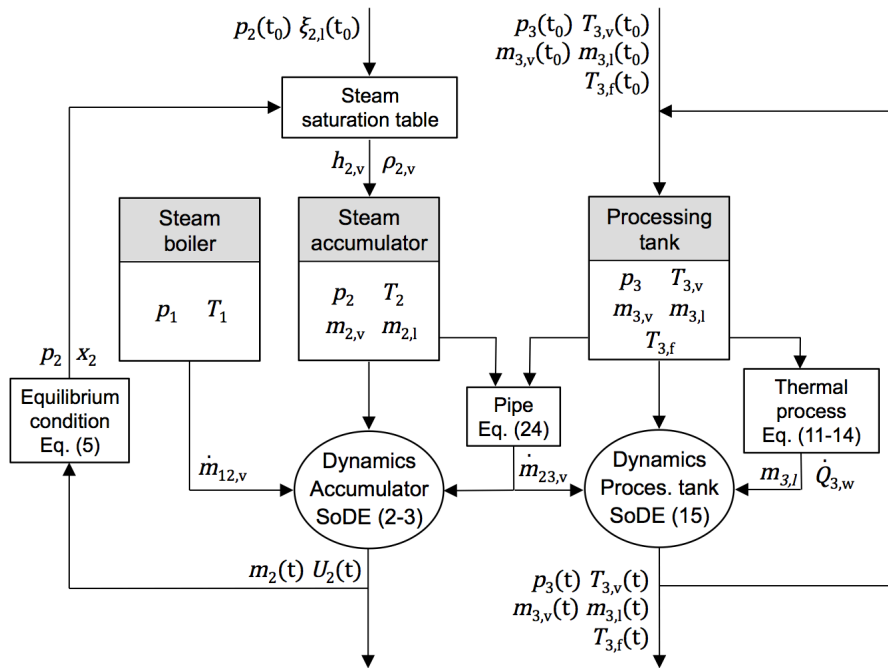 p₂(t₀) ξ₂,ₗ(t₀)
p₃(t₀) T₃,ᵥ(t₀)
m₃,ᵥ(t₀) m₃,ₗ(t₀)
T₃,f(t₀)
Steam
saturation table
h₂,ᵥ ρ₂,ᵥ
Steam
boiler
p₁ T₁
Steam
accumulator
p₂ T₂
m₂,ᵥ m₂,ₗ
Processing
tank
p₃ T₃,ᵥ
m₃,ᵥ m₃,ₗ
T₃,f
p₂ x₂
Equilibrium
condition
Eq. (5)
Pipe
Eq. (24)
Thermal
process
Eq. (11-14)
ṁ₁₂,ᵥ
Dynamics
Accumulator
SoDE (2-3)
ṁ₂₃,ᵥ
Dynamics
Proces. tank
SoDE (15)
m₃,ₗ Q̇₃,w
m₂(t) U₂(t)
p₃(t) T₃,ᵥ(t)
m₃,ᵥ(t) m₃,ₗ(t)
T₃,f(t)